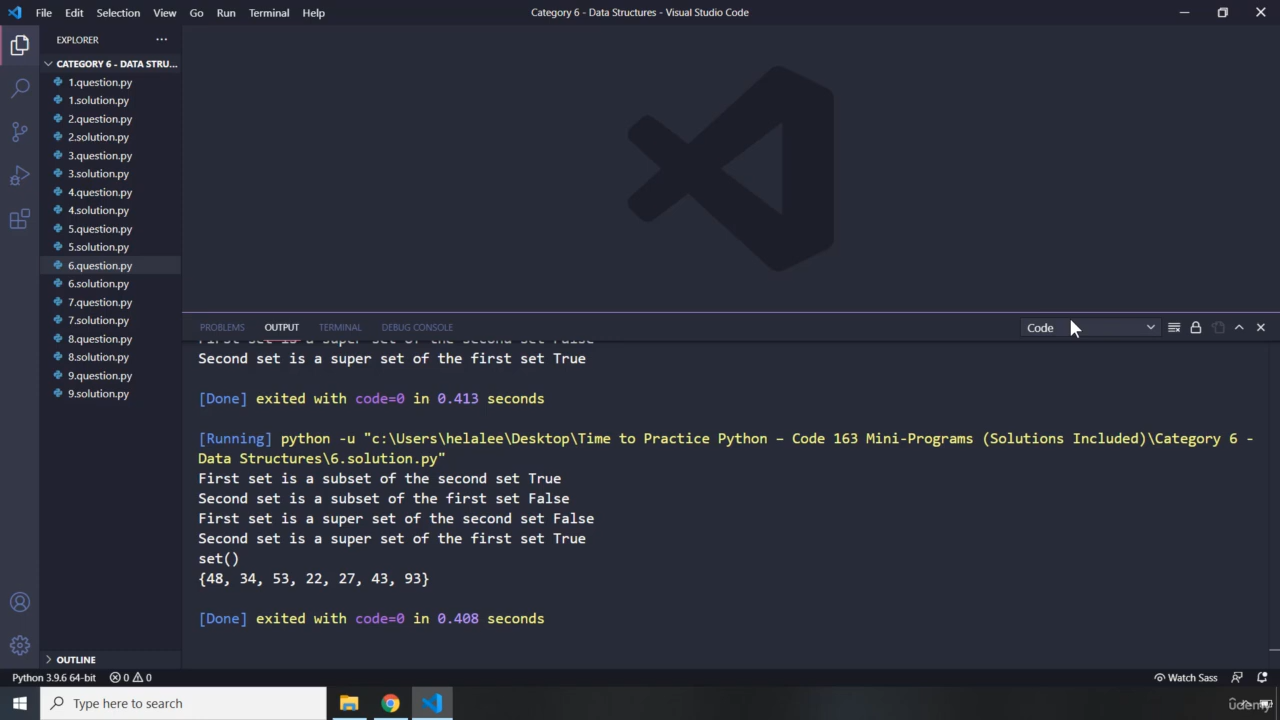 File Edit Selection View Go Run Terminal Help
Category 6 - Data Structures - Visual Studio Code
EXPLORER
CATEGORY 6 - DATA STRU...
1.question.py
1.solution.py
2.question.py
2.solution.py
3.question.py
3.solution.py
4.question.py
4.solution.py
5.question.py
5.solution.py
6.question.py
6.solution.py
7.question.py
7.solution.py
8.question.py
8.solution.py
9.question.py
9.solution.py
OUTLINE
PROBLEMS OUTPUT TERMINAL DEBUG CONSOLE
Code
First set is a super set of the second set False
Second set is a super set of the first set True
[Done] exited with code=0 in 0.413 seconds
[Running] python -u "c:\Users\helalee\Desktop\Time to Practice Python – Code 163 Mini-Programs (Solutions Included)\Category 6 -
Data Structures\6.solution.py"
First set is a subset of the second set True
Second set is a subset of the first set False
First set is a super set of the second set False
Second set is a super set of the first set True
set()
{48, 34, 53, 22, 27, 43, 93}
[Done] exited with code=0 in 0.408 seconds
Python 3.9.6 64-bit 0 0
Watch Sass
Type here to search
udemy